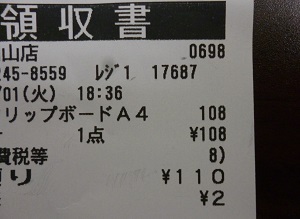 領収書
山店 0698
245-8559 レジ1 17687
/01(火) 18:36
リップボードA4 108
1点 ¥108
費税等 8)
り ¥110
¥2